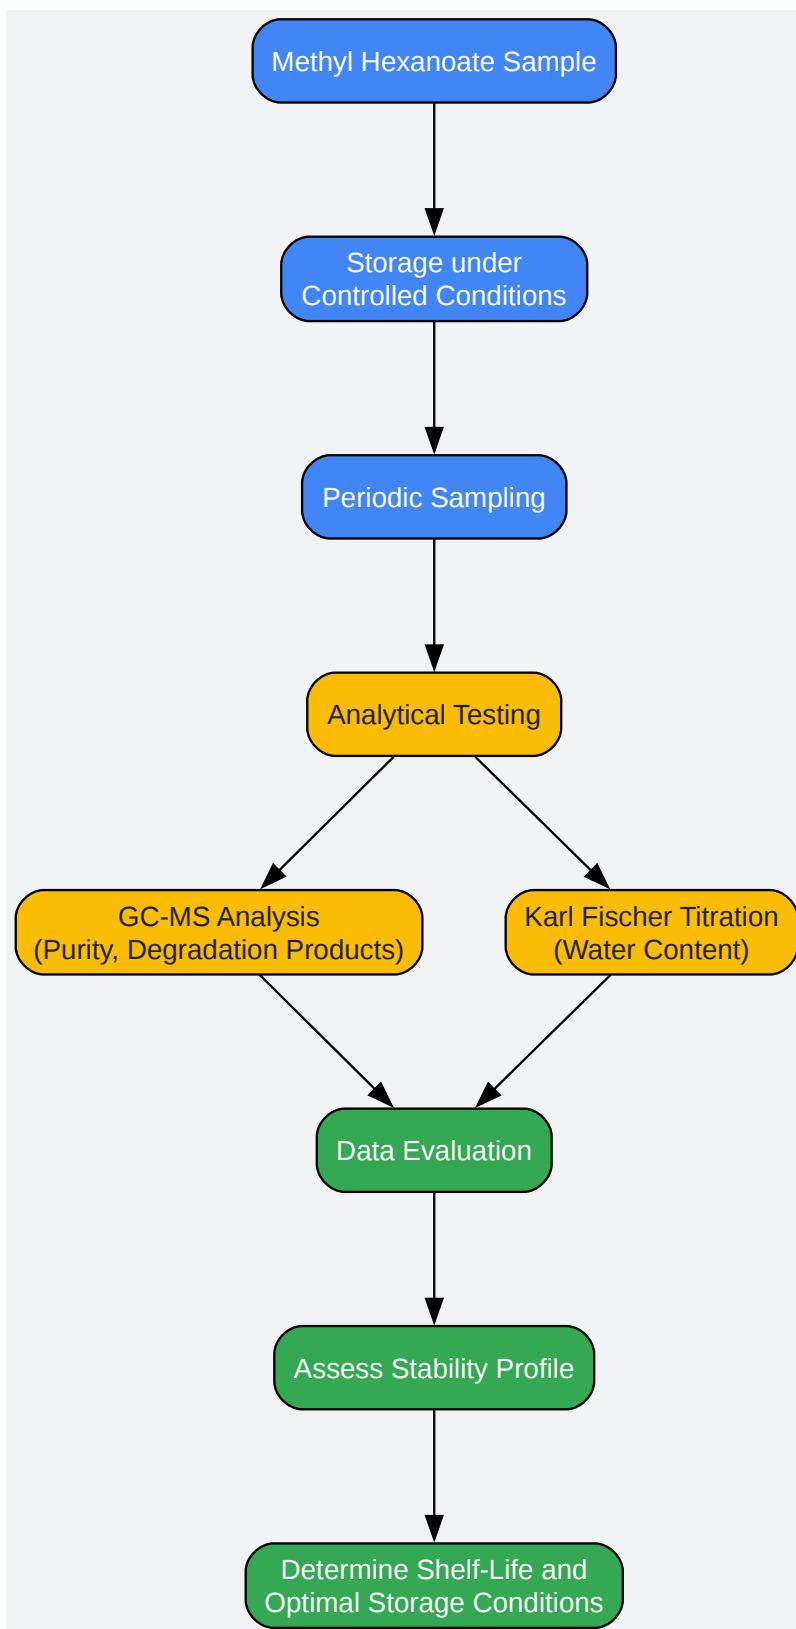 Methyl Hexanoate Sample
Storage under
Controlled Conditions
Periodic Sampling
Analytical Testing
GC-MS Analysis
(Purity, Degradation Products)
Karl Fischer Titration
(Water Content)
Data Evaluation
Assess Stability Profile
Determine Shelf-Life and
Optimal Storage Conditions